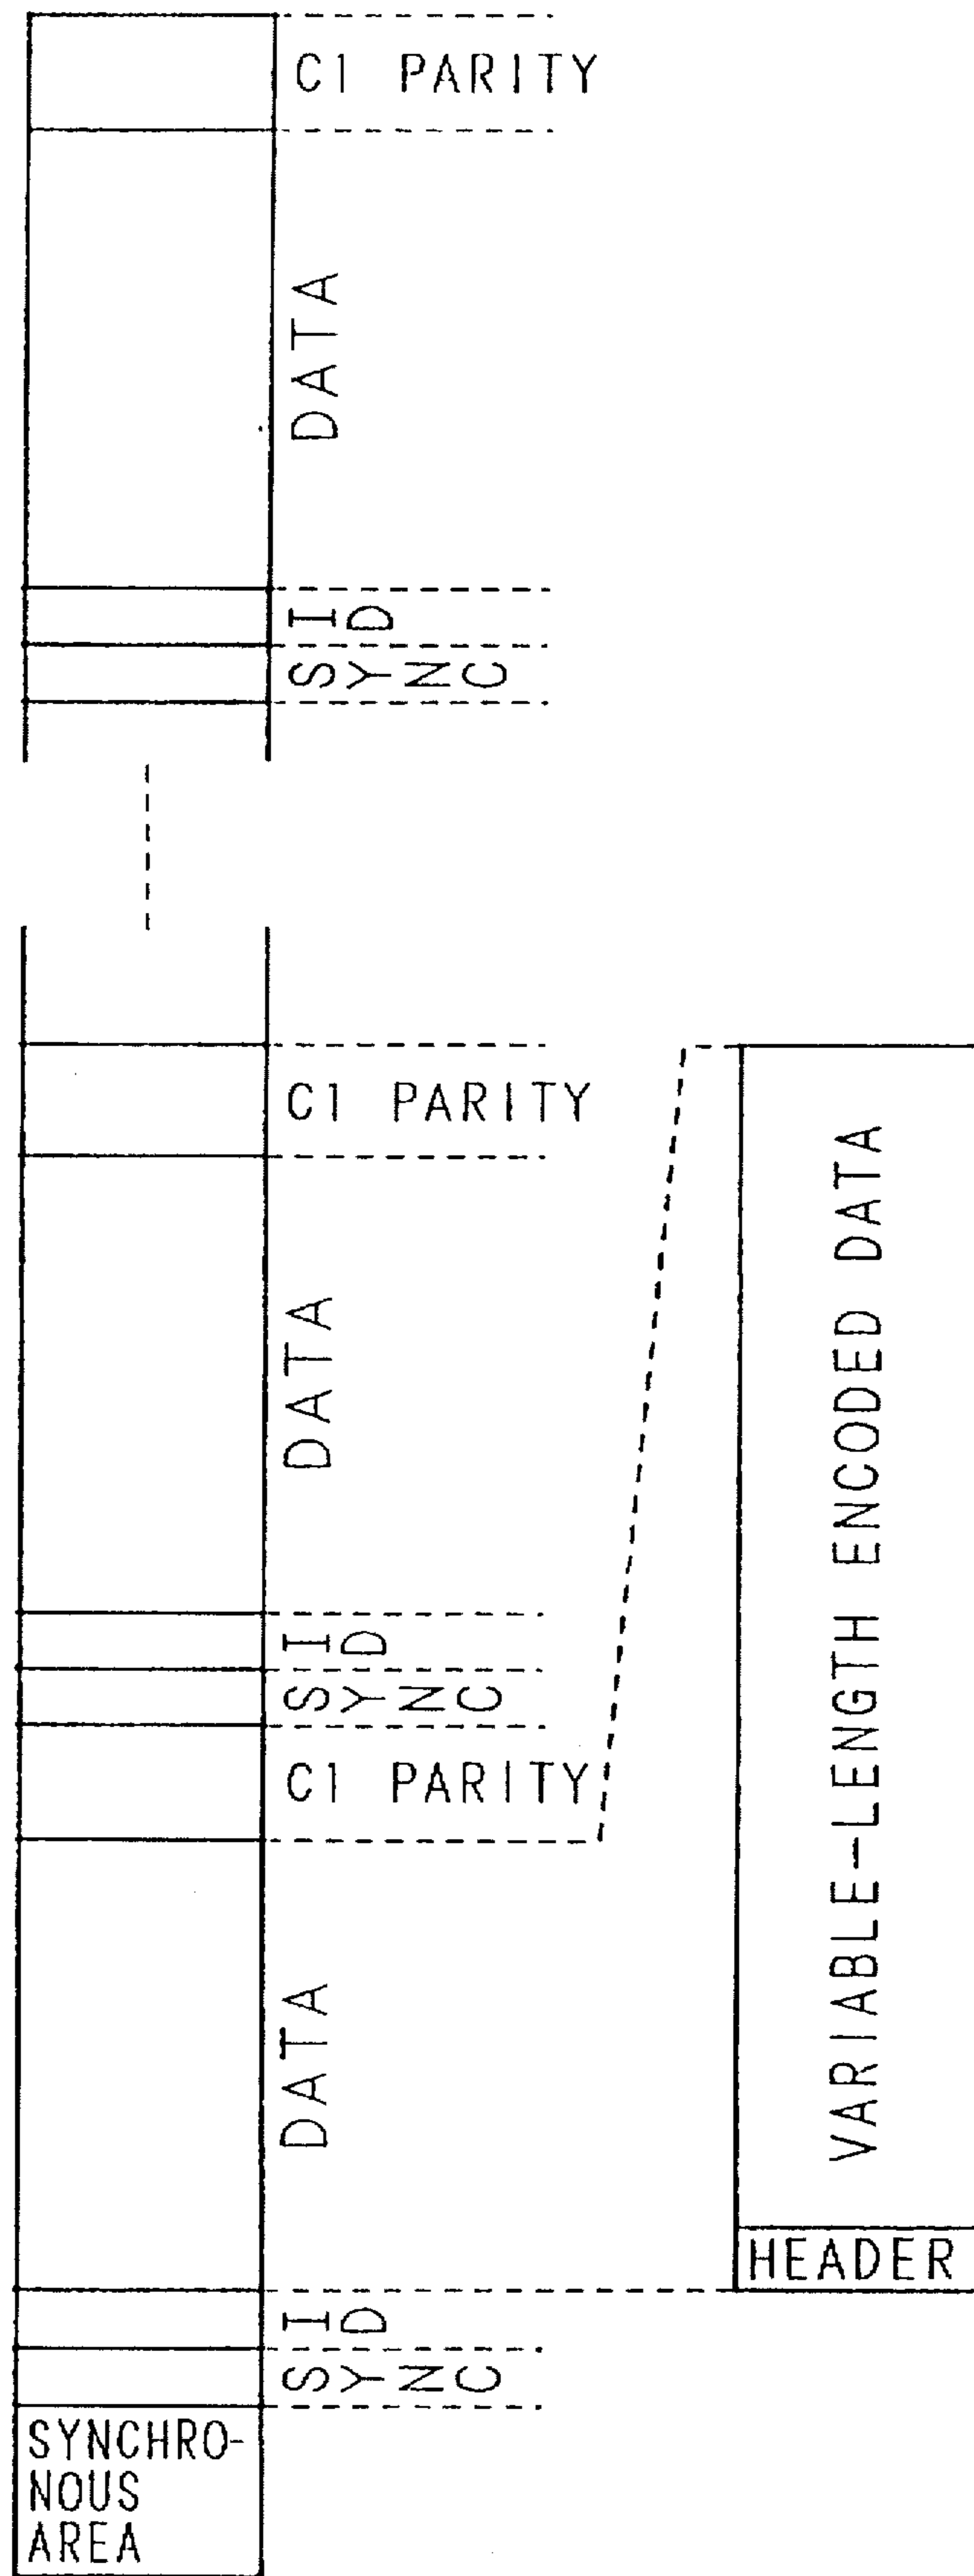 C1 PARITY
DATA
ID
SYNC
C1 PARITY
DATA
ID
SYNC
C1 PARITY
DATA
ID
SYNC
SYNCHRO-
NOUS
AREA
VARIABLE-LENGTH ENCODED DATA
HEADER